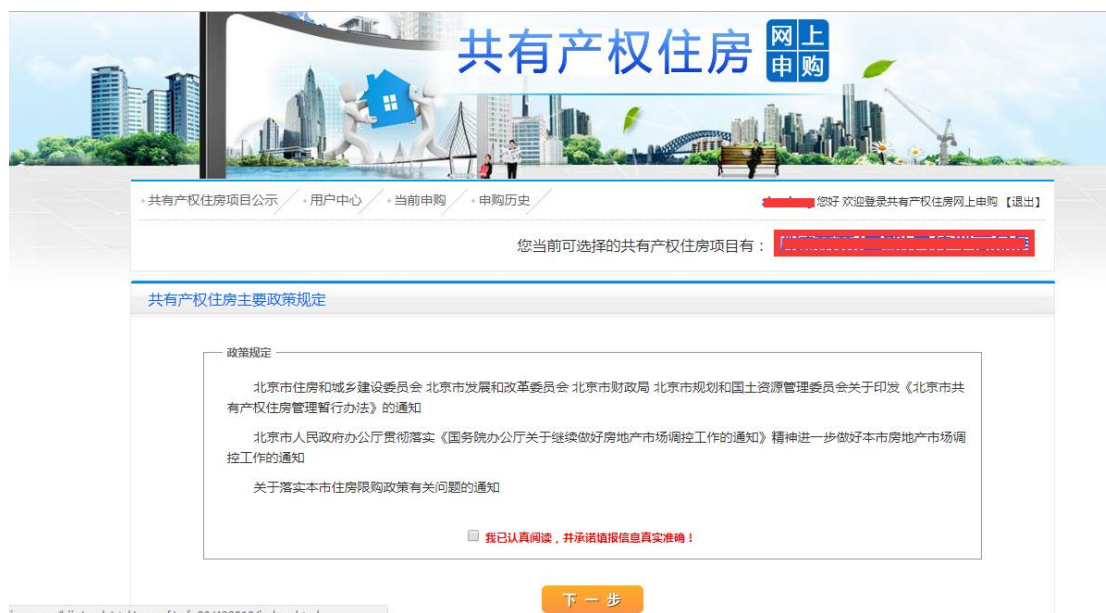 共有产权住房 网上申购
·共有产权住房项目公示 ·用户中心 ·当前申购 ·申购历史 您好 欢迎登录共有产权住房网上申购 【退出】
您当前可选择的共有产权住房项目有：
共有产权住房主要政策规定
政策规定
北京市住房和城乡建设委员会 北京市发展和改革委员会 北京市财政局 北京市规划和国土资源管理委员会关于印发《北京市共
有产权住房管理暂行办法》的通知
北京市人民政府办公厅贯彻落实《国务院办公厅关于继续做好房地产市场调控工作的通知》精神进一步做好本市房地产市场调
控工作的通知
关于落实本市住房限购政策有关问题的通知
我已认真阅读，并承诺填报信息真实准确！
下一步